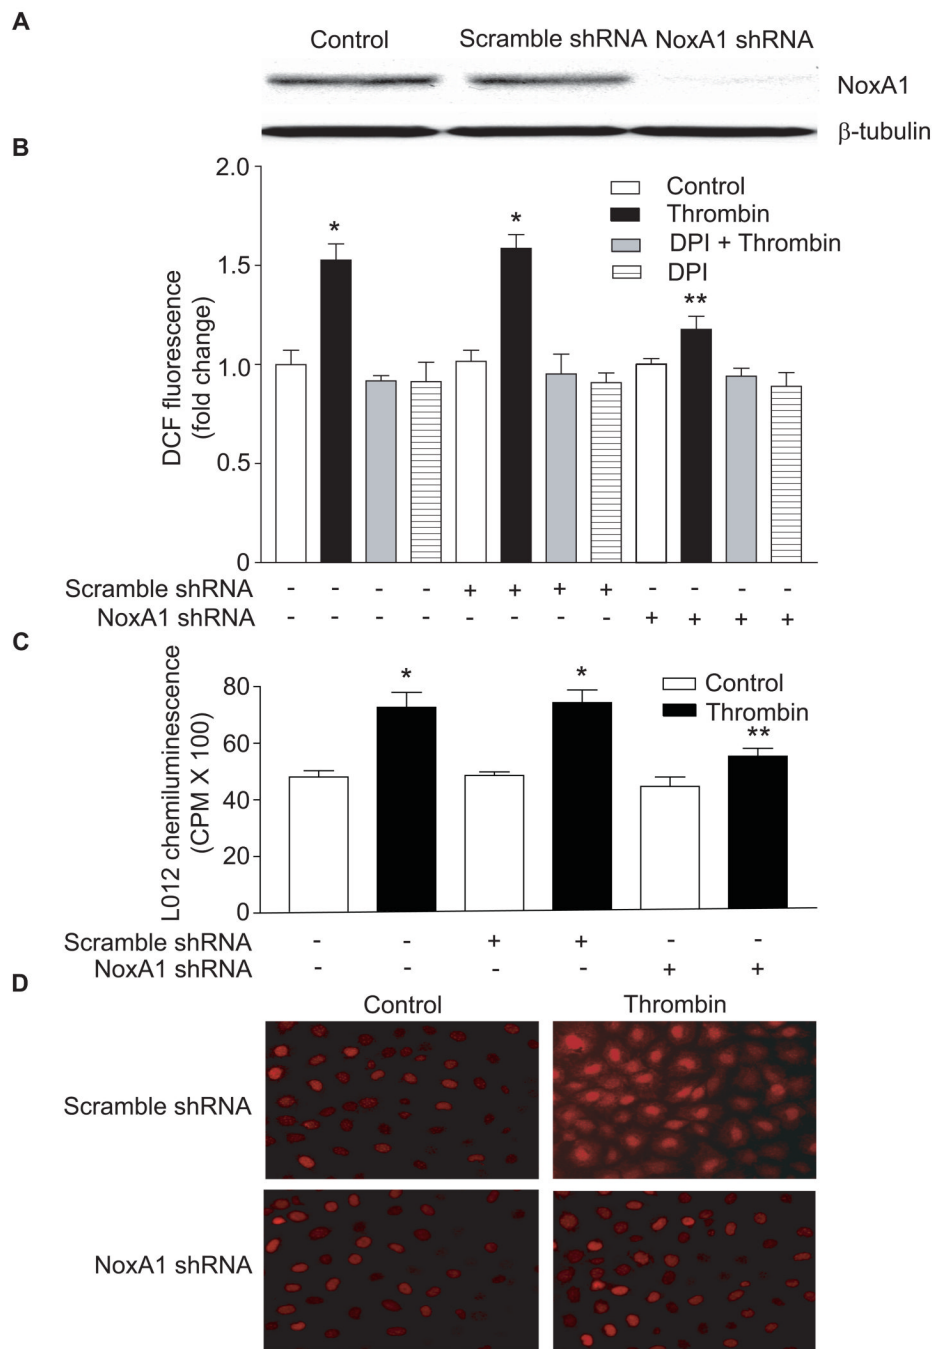 A
Control Scramble shRNA NoxA1 shRNA
NoxA1
β-tubulin
B
DCF fluorescence
(fold change)
2.0
1.5
1.0
0.5
0
Control
Thrombin
DPI + Thrombin
DPI
* * **
Scramble shRNA - - - - + + + + - - - -
NoxA1 shRNA - - - - - - - - + + + +
C
L012 chemiluminescence
(CPM X 100)
80
60
40
20
0
Control
Thrombin
* * **
Scramble shRNA - - + + - -
NoxA1 shRNA - - - - + +
D
Control Thrombin
Scramble shRNA
NoxA1 shRNA